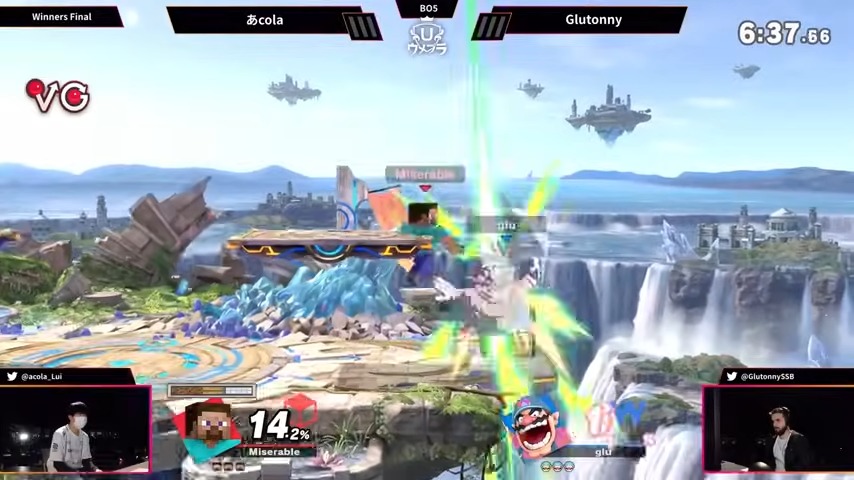 Winners Final
あcola
BO5
U
ウメブラ
Glutonny
6:37.56
VG
Miserable
glu
@acola_Lui
@GlutonnySSB
14.2%
Miserable
glu